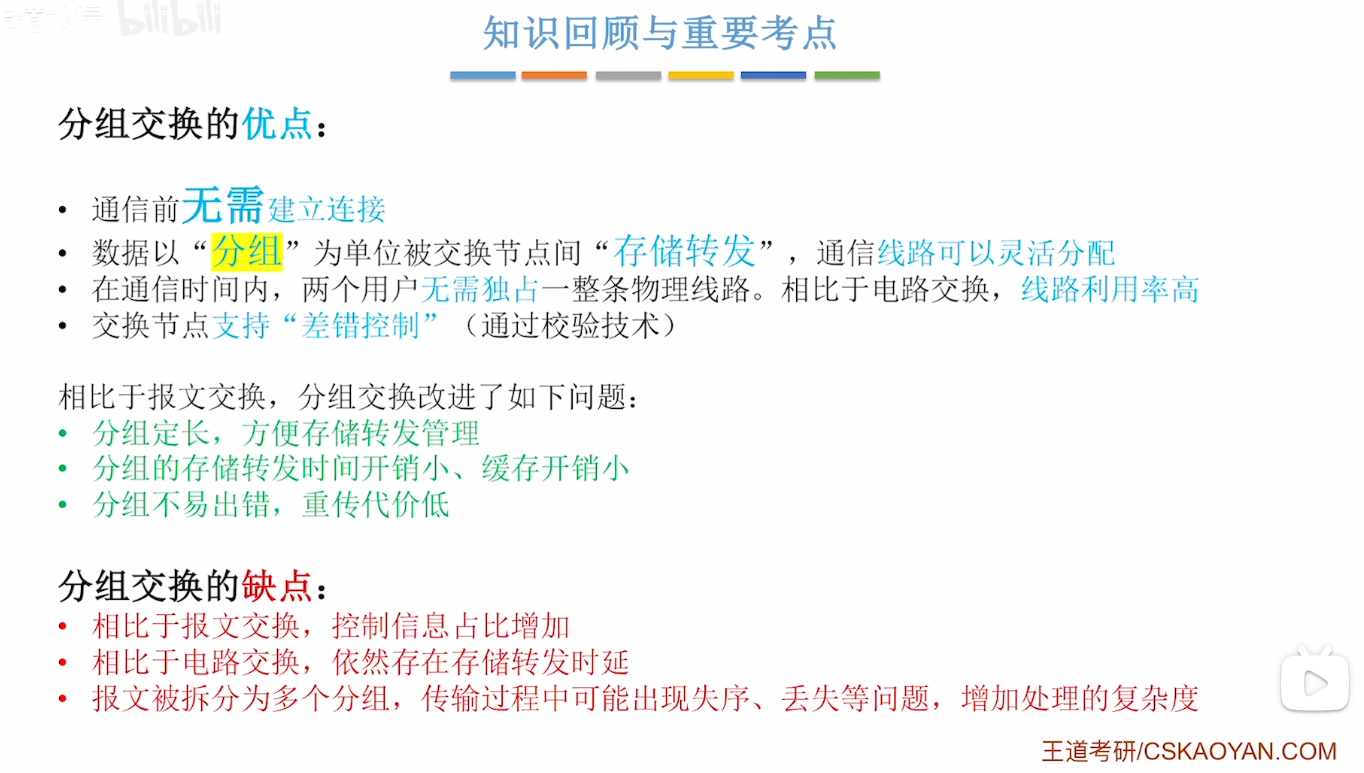 bilibili
知识回顾与重要考点
分组交换的优点：
• 通信前无需建立连接
• 数据以“分组”为单位被交换节点间“存储转发”，通信线路可以灵活分配
• 在通信时间内，两个用户无需独占一整条物理线路。相比于电路交换，线路利用率高
• 交换节点支持“差错控制”（通过校验技术）
相比于报文交换，分组交换改进了如下问题：
• 分组定长，方便存储转发管理
• 分组的存储转发时间开销小、缓存开销小
• 分组不易出错，重传代价低
分组交换的缺点：
• 相比于报文交换，控制信息占比增加
• 相比于电路交换，依然存在存储转发时延
• 报文被拆分为多个分组，传输过程中可能出现失序、丢失等问题，增加处理的复杂度
王道考研/CSKAOYAN.COM